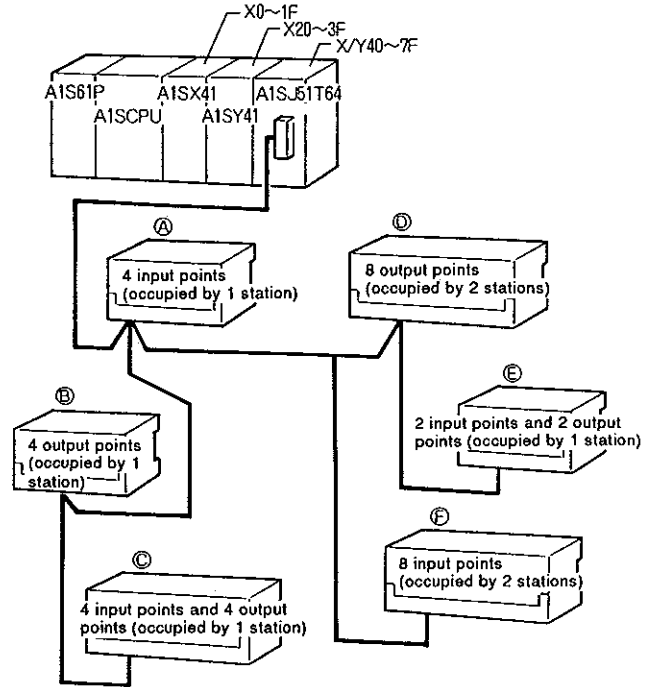 X0~1F
X20~3F
X/Y40~7F
A1S61P
A1SCPU
A1SX41
A1SY41
A1SJ51T64
Ⓐ
4 input points
(occupied by 1 station)
Ⓓ
8 output points
(occupied by 2 stations)
Ⓑ
4 output points
(occupied by 1
station)
Ⓔ
2 input points and 2 output
points (occupied by 1 station)
Ⓒ
4 input points and 4 output
points (occupied by 1 station)
Ⓕ
8 input points
(occupied by 2 stations)